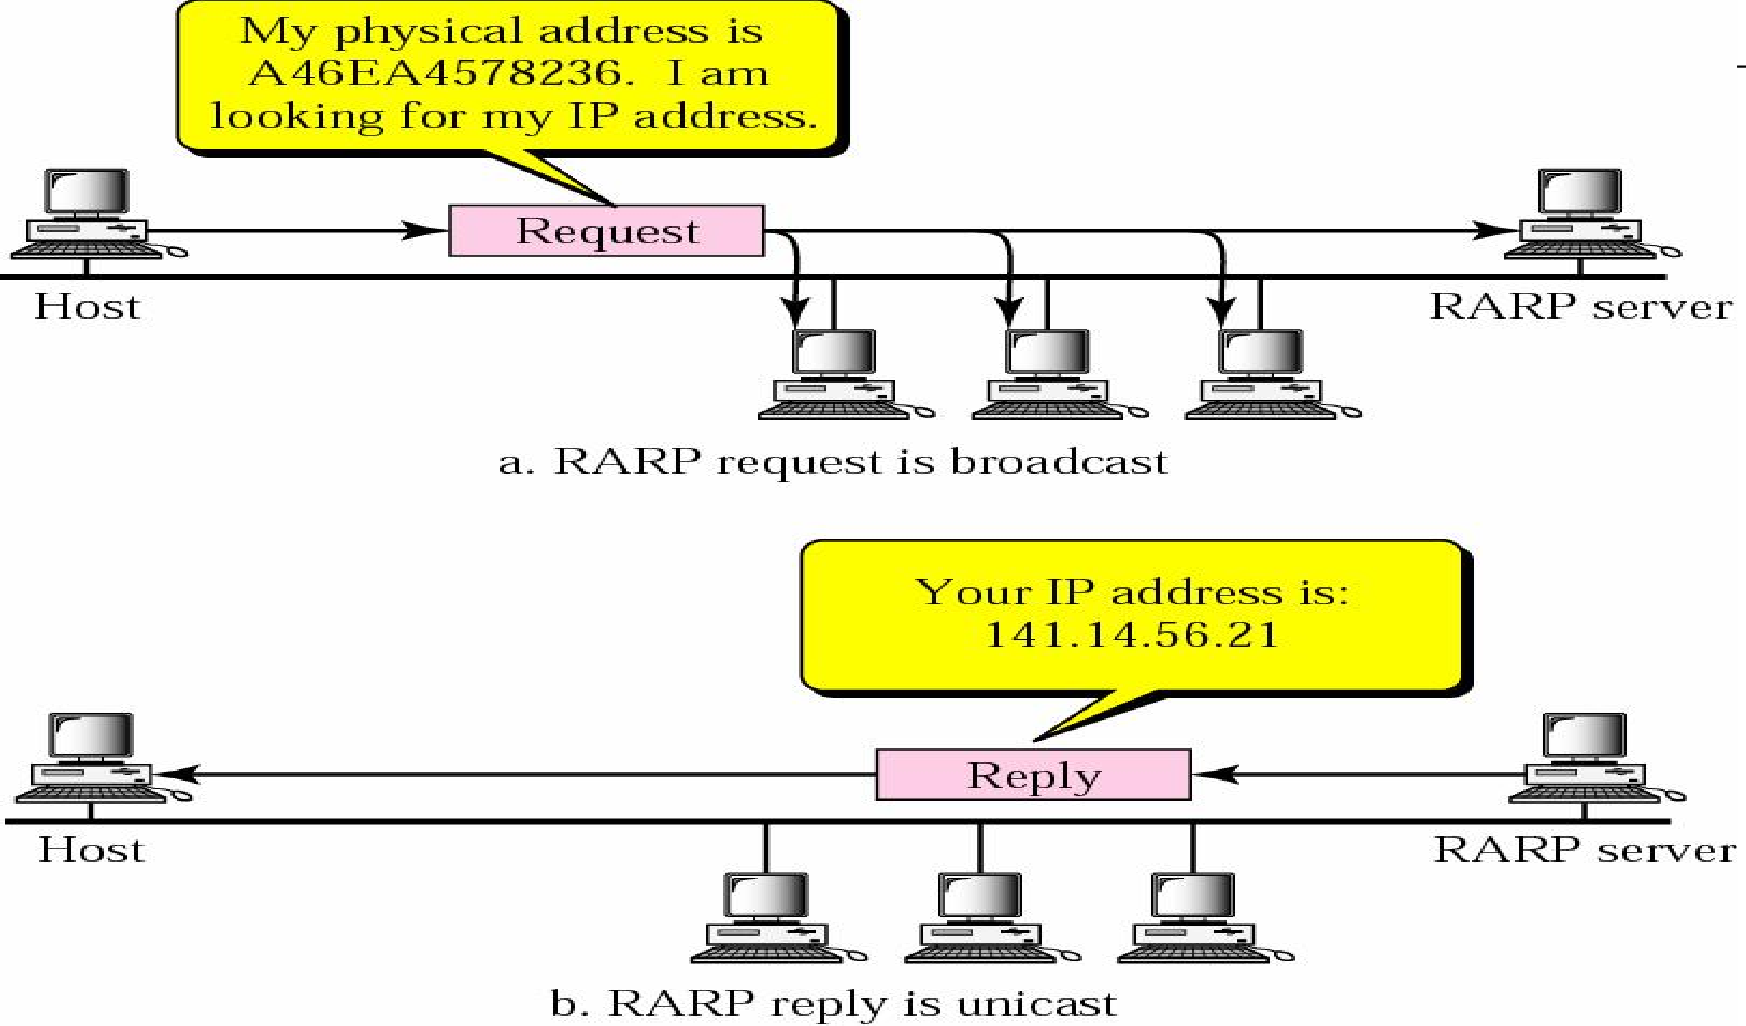 My physical address is
A46EA4578236. I am
looking for my IP address.
Request
Host
RARP server
a. RARP request is broadcast
Your IP address is:
141.14.56.21
Reply
Host
RARP server
b. RARP reply is unicast